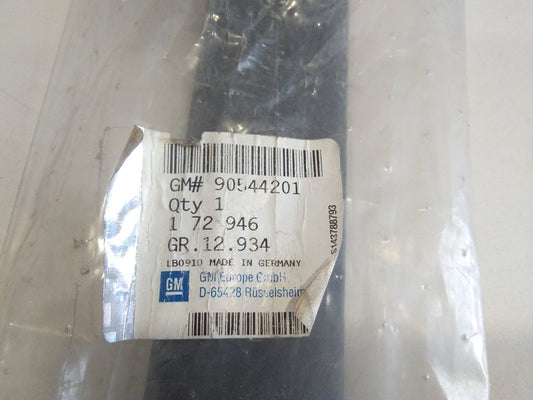 GM# 90544201
Qty 1
1 72 946
GR.12.934
LB0910 MADE IN GERMANY
GM
GM Europe GmbH
D-65428 Rüsselsheim
S443788793